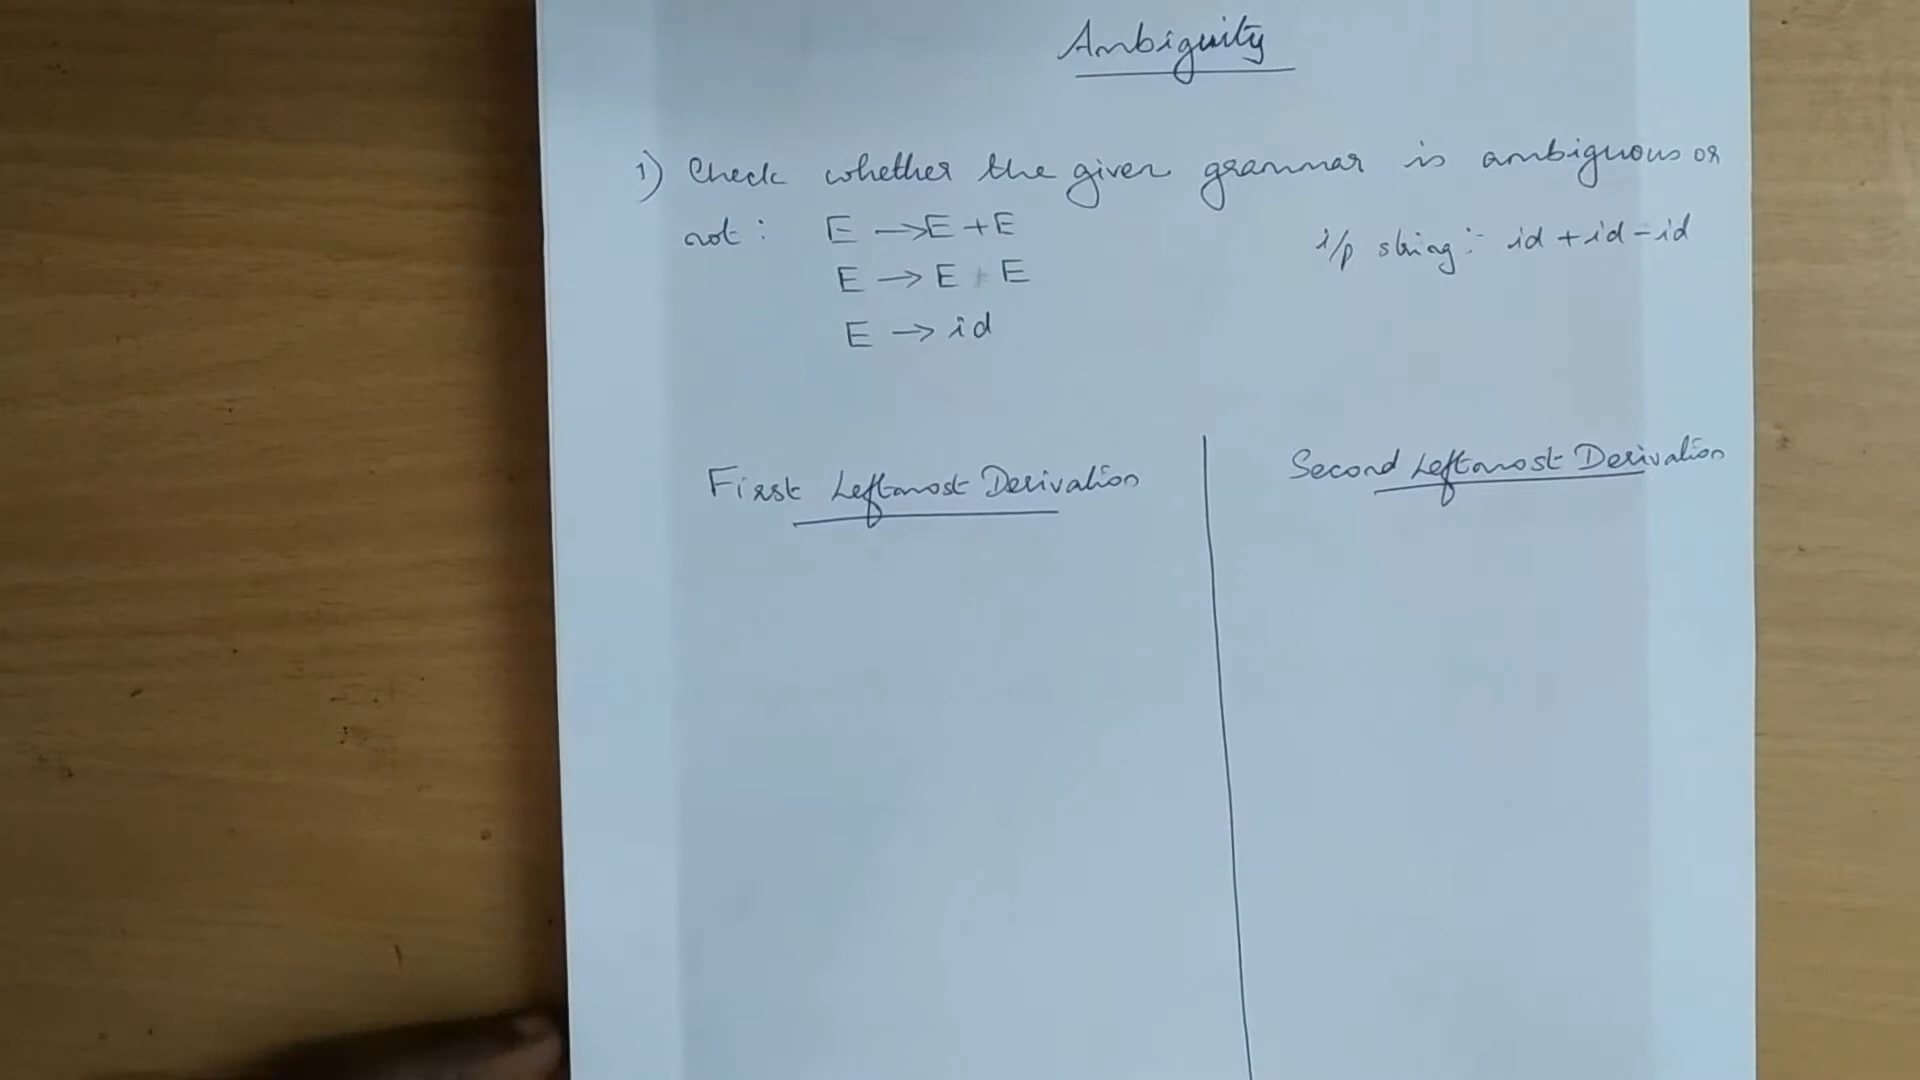 Ambiguity
1) Check whether the given grammar is ambiguous or
not : E → E + E i/p string :- id + id - id
E → E E
E → id
First Leftmost Derivation
Second Leftmost Derivation